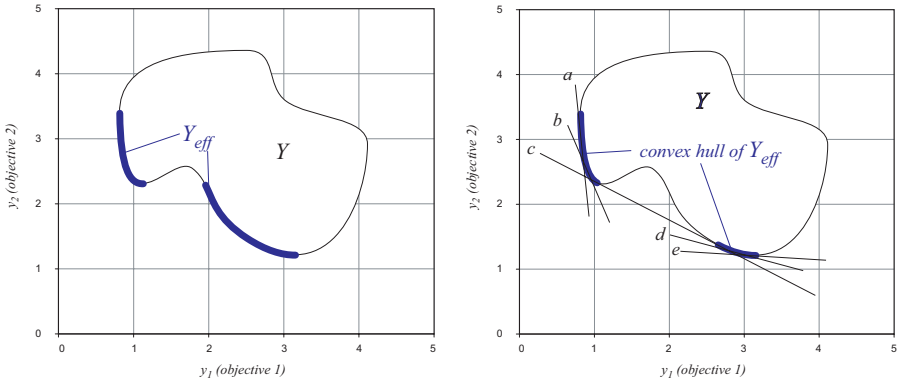 5
4
3
2
1
0
0 1 2 3 4 5
y2 (objective 2)
y1 (objective 1)
Yeff
Y
5
4
3
2
1
0
0 1 2 3 4 5
y2 (objective 2)
y1 (objective 1)
a
b
c
Y
convex hull of Yeff
d
e